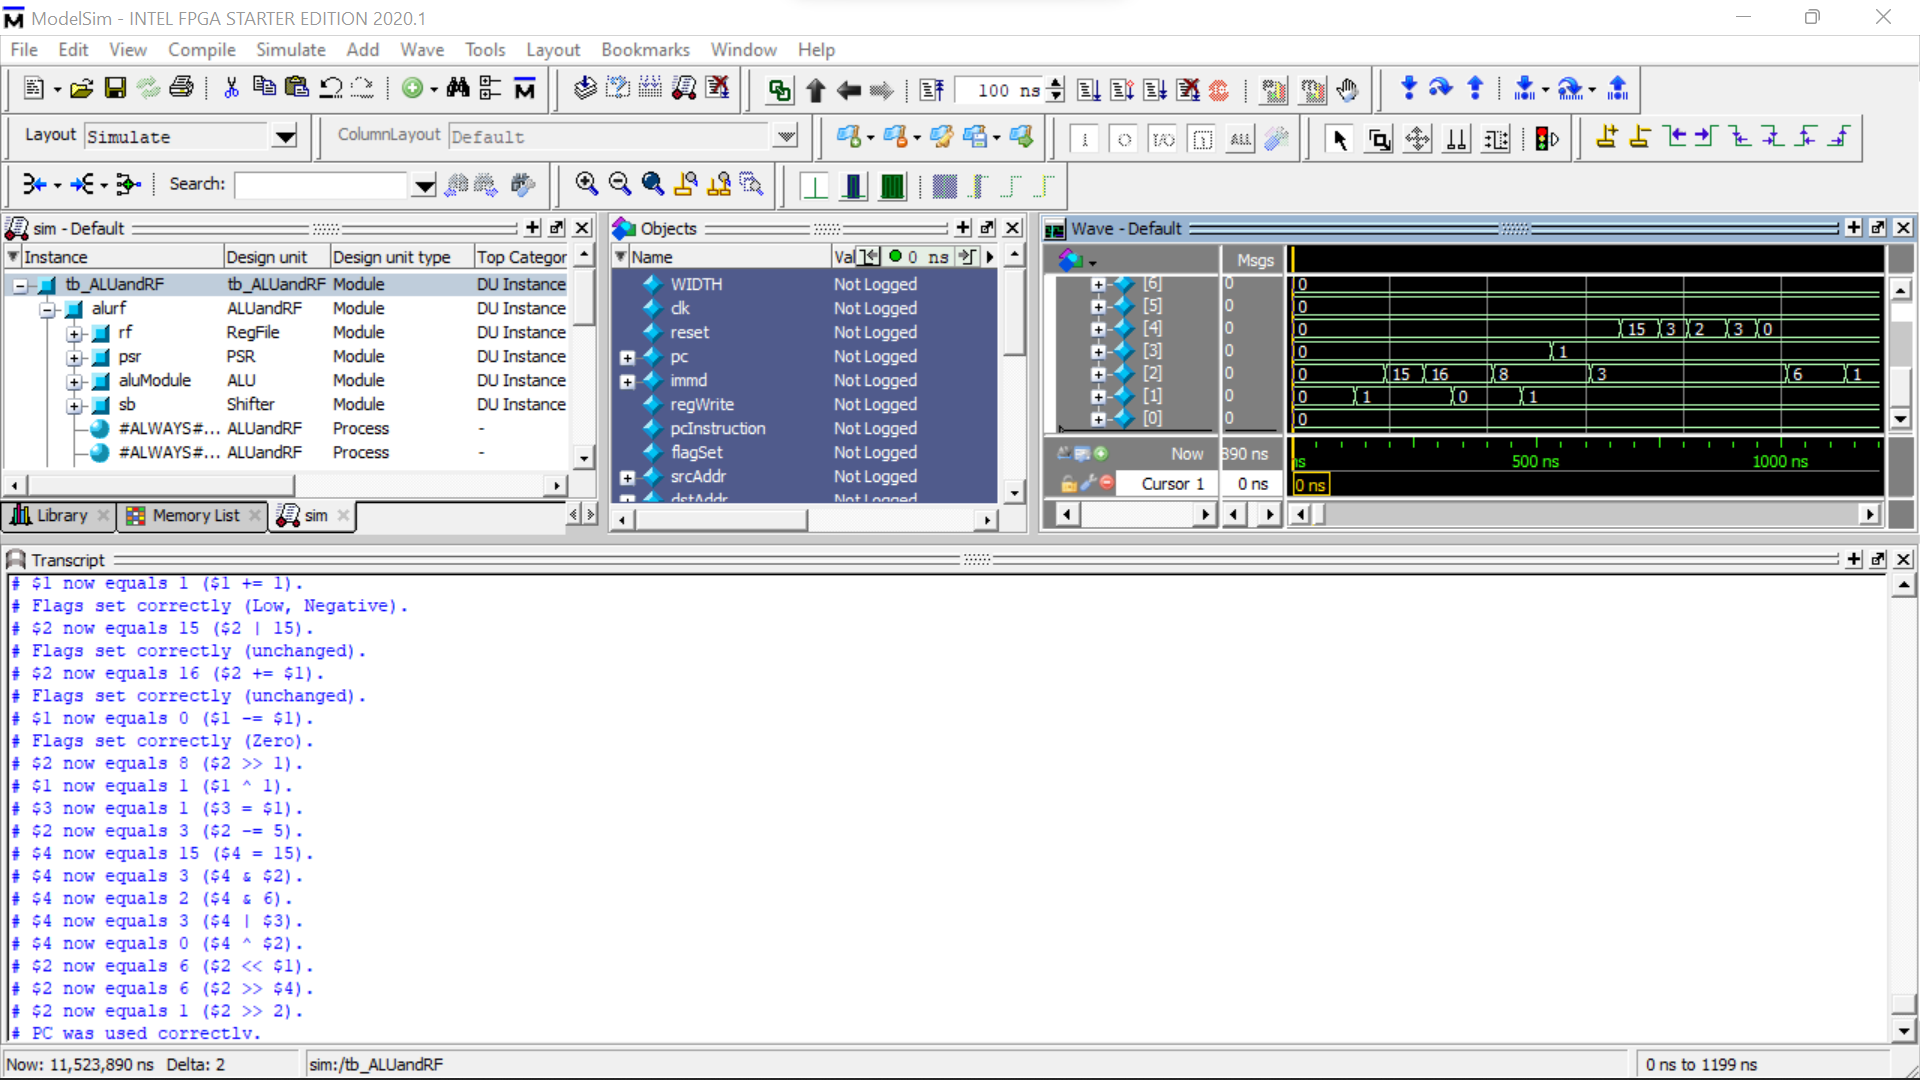 ModelSim - INTEL FPGA STARTER EDITION 2020.1
File Edit View Compile Simulate Add Wave Tools Layout Bookmarks Window Help
100 ns
Layout Simulate
ColumnLayout Default
ALL
Search:
sim - Default
Instance Design unit Design unit type Top Categor
tb_ALUandRF tb_ALUandRF Module DU Instance
alurf ALUandRF Module DU Instance
rf RegFile Module DU Instance
psr PSR Module DU Instance
aluModule ALU Module DU Instance
sb Shifter Module DU Instance
#ALWAYS#... ALUandRF Process -
#ALWAYS#... ALUandRF Process -
Library
Memory List
sim
Objects
Name Val 0 ns
WIDTH Not Logged
clk Not Logged
reset Not Logged
pc Not Logged
immd Not Logged
regWrite Not Logged
pcInstruction Not Logged
flagSet Not Logged
srcAddr Not Logged
dstAddr Not Logged
Wave - Default
Msgs
[6] 0 0
[5] 0 0
[4] 0 0 15 3 2 3 0
[3] 0 0 1
[2] 0 0 15 16 8 3 6 1
[1] 0 0 1 0 1
[0] 0 0
Now 390 ns ns 500 ns 1000 ns
Cursor 1 0 ns 0 ns
Transcript
# $1 now equals 1 ($1 += 1).
# Flags set correctly (Low, Negative).
# $2 now equals 15 ($2 | 15).
# Flags set correctly (unchanged).
# $2 now equals 16 ($2 += $1).
# Flags set correctly (unchanged).
# $1 now equals 0 ($1 -= $1).
# Flags set correctly (Zero).
# $2 now equals 8 ($2 >> 1).
# $1 now equals 1 ($1 ^ 1).
# $3 now equals 1 ($3 = $1).
# $2 now equals 3 ($2 -= 5).
# $4 now equals 15 ($4 = 15).
# $4 now equals 3 ($4 & $2).
# $4 now equals 2 ($4 & 6).
# $4 now equals 3 ($4 | $3).
# $4 now equals 0 ($4 ^ $2).
# $2 now equals 6 ($2 << $1).
# $2 now equals 6 ($2 >> $4).
# $2 now equals 1 ($2 >> 2).
# PC was used correctly.
Now: 11,523,890 ns Delta: 2
sim:/tb_ALUandRF
0 ns to 1199 ns